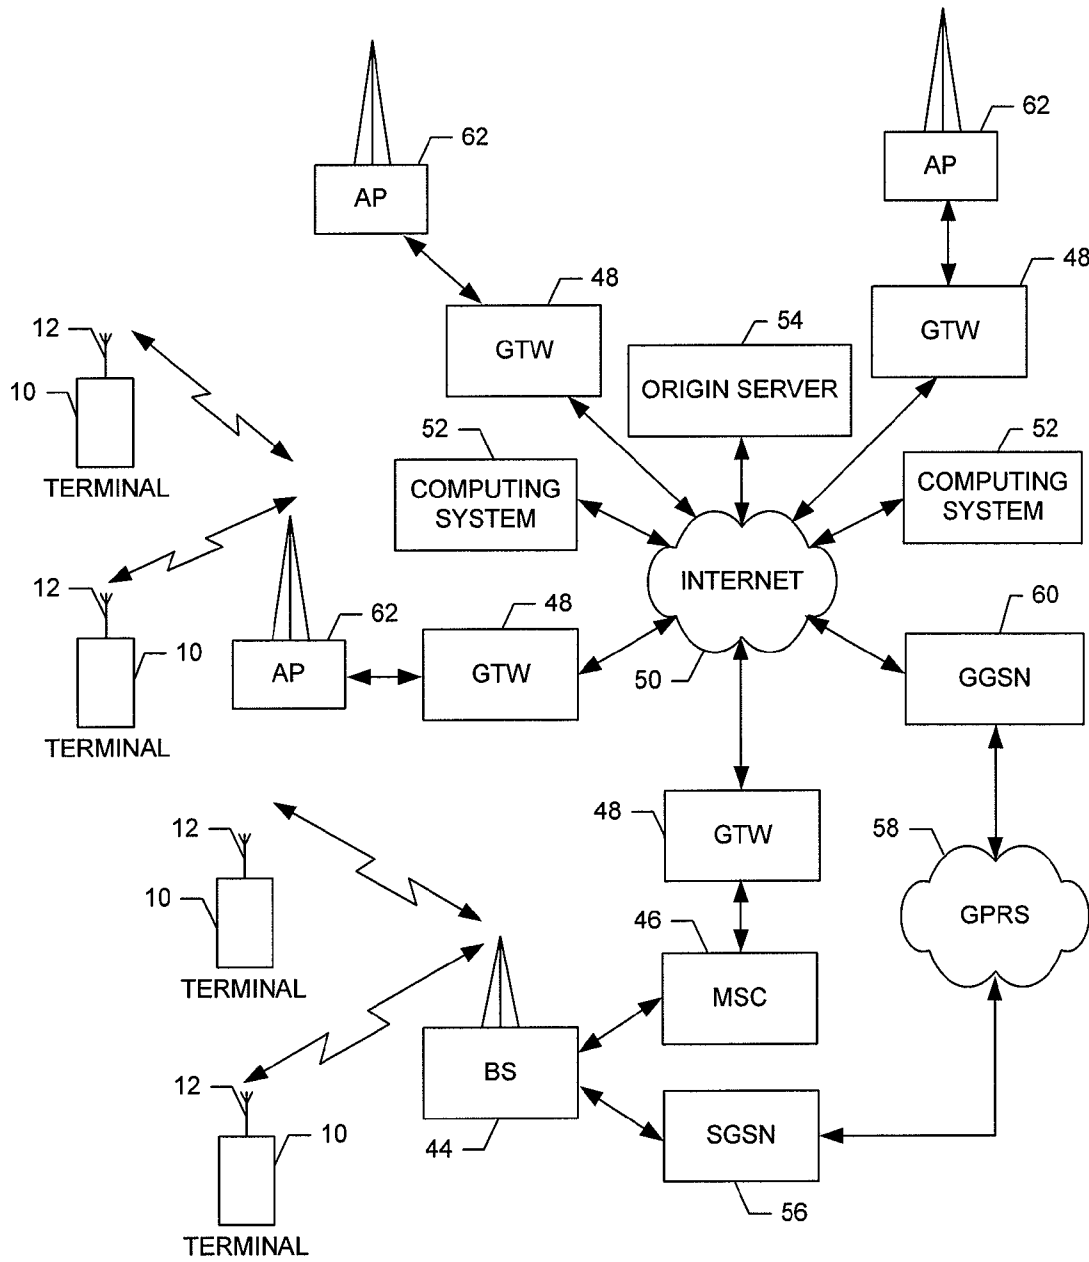 62
AP
62
AP
48
GTW
48
GTW
54
ORIGIN SERVER
12
10
TERMINAL
52
COMPUTING
SYSTEM
52
COMPUTING
SYSTEM
INTERNET
50
12
10
TERMINAL
62
AP
48
GTW
60
GGSN
48
GTW
58
GPRS
12
10
TERMINAL
46
MSC
BS
44
12
10
TERMINAL
SGSN
56